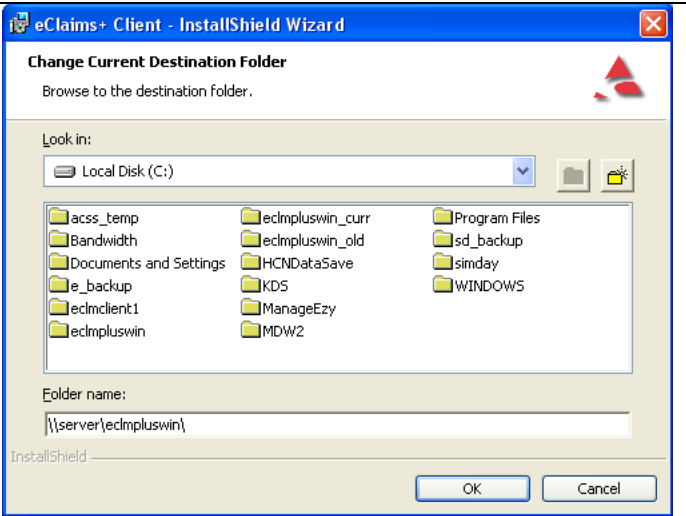 eClaims+ Client - InstallShield Wizard
Change Current Destination Folder
Browse to the destination folder.
Look in:
Local Disk (C:)
acss_temp
Bandwidth
Documents and Settings
e_backup
eclmclient1
eclmpluswin
eclmpluswin_curr
eclmpluswin_old
HCNDataSave
KDS
ManageEzy
MDW2
Program Files
sd_backup
simday
WINDOWS
Folder name:
\\server\eclmpluswin\
InstallShield
OK
Cancel